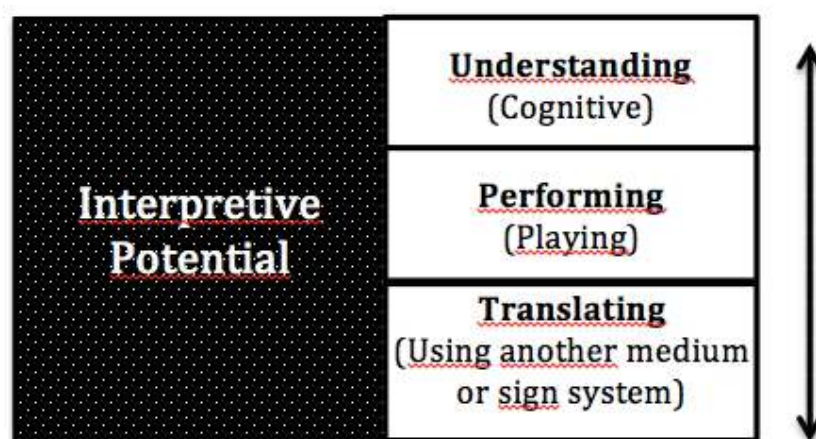 Interpretive
Potential
Understanding
(Cognitive)
Performing
(Playing)
Translating
(Using another medium
or sign system)